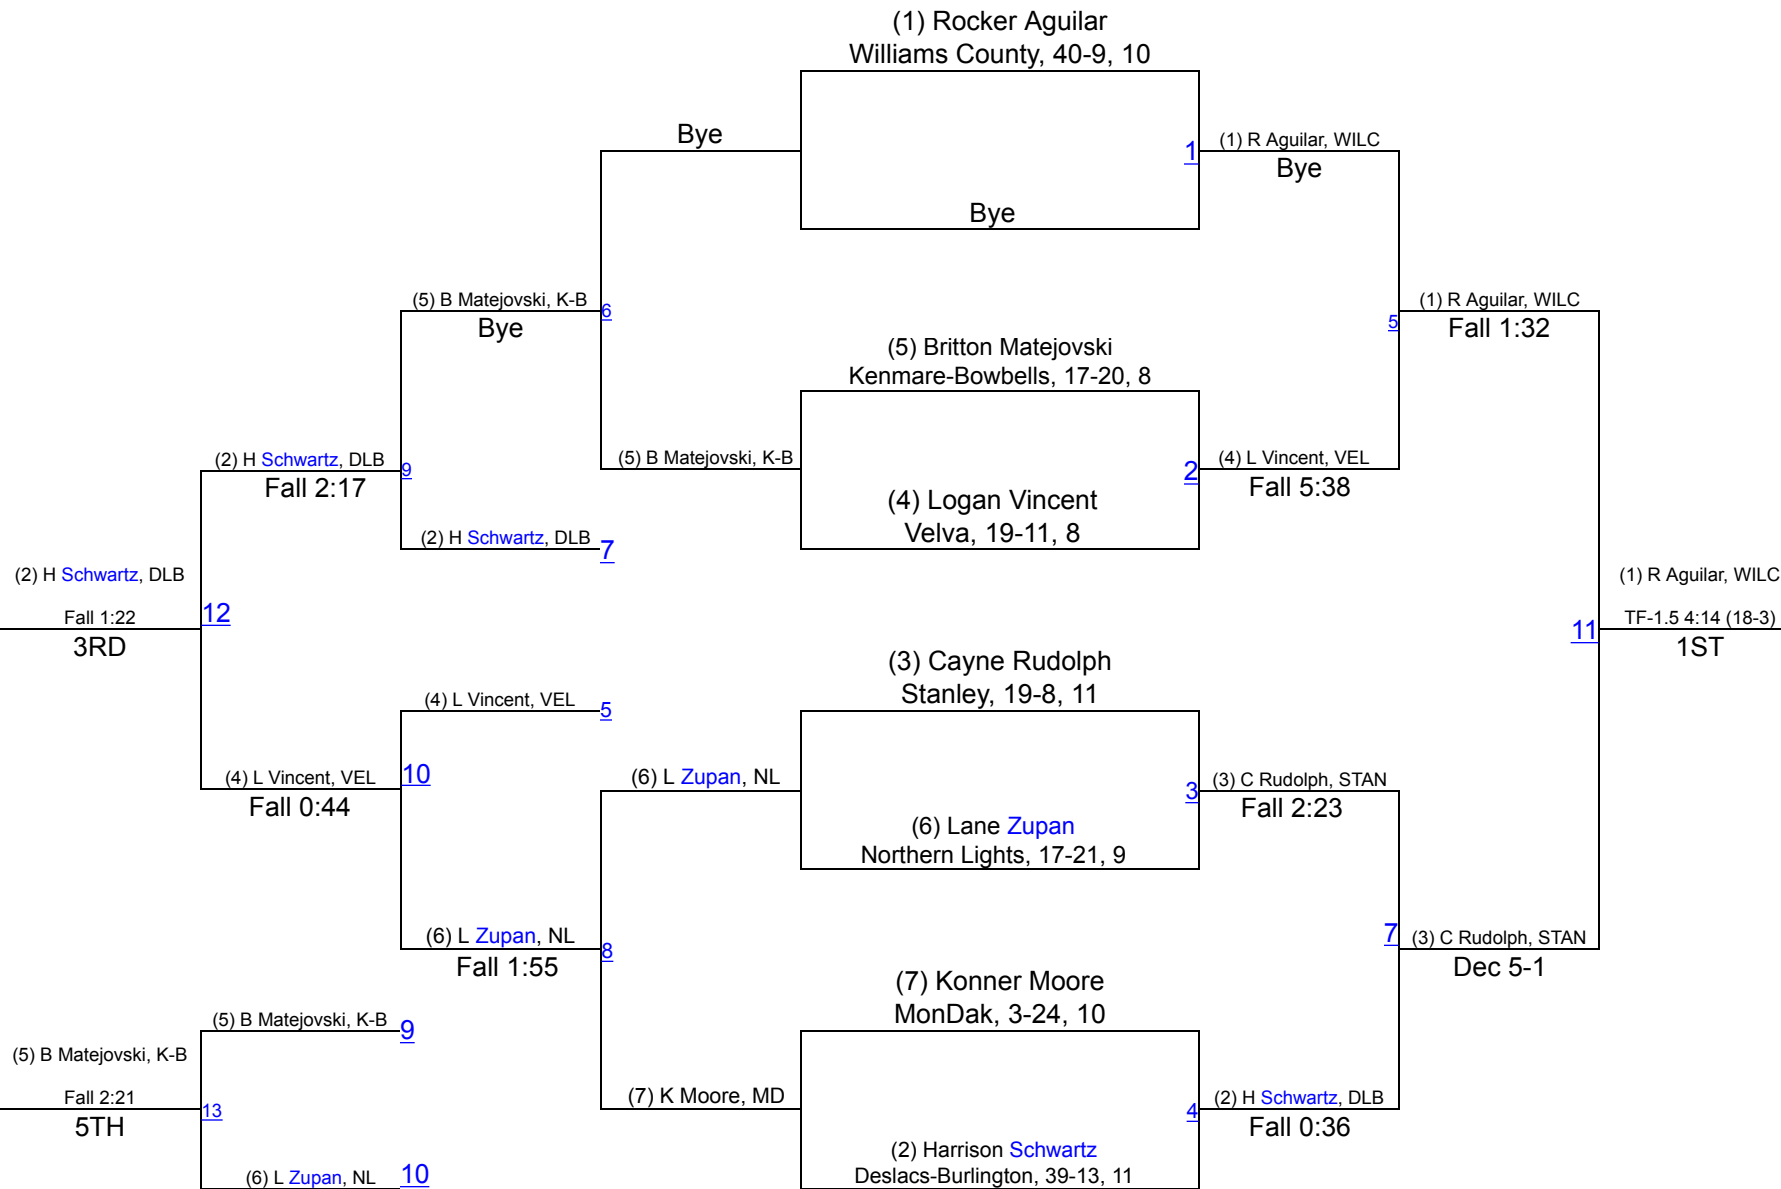 (1) Rocker Aguilar
Williams County, 40-9, 10
Bye
1
(1) R Aguilar, WILC
Bye
Bye
(5) B Matejovski, K-B
6
Bye
(1) R Aguilar, WILC
5
Fall 1:32
(5) Britton Matejovski
Kenmare-Bowbells, 17-20, 8
(2) H Schwartz, DLB
9
Fall 2:17
(5) B Matejovski, K-B
2
(4) L Vincent, VEL
Fall 5:38
(4) Logan Vincent
Velva, 19-11, 8
(2) H Schwartz, DLB
7
(2) H Schwartz, DLB
Fall 1:22
12
3RD
(1) R Aguilar, WILC
TF-1.5 4:14 (18-3)
11
1ST
(3) Cayne Rudolph
Stanley, 19-8, 11
(4) L Vincent, VEL
5
(4) L Vincent, VEL
10
Fall 0:44
(6) L Zupan, NL
3
(3) C Rudolph, STAN
Fall 2:23
(6) Lane Zupan
Northern Lights, 17-21, 9
(6) L Zupan, NL
8
Fall 1:55
7
(3) C Rudolph, STAN
Dec 5-1
(7) Konner Moore
MonDak, 3-24, 10
(5) B Matejovski, K-B
9
(5) B Matejovski, K-B
Fall 2:21
13
5TH
(7) K Moore, MD
4
(2) H Schwartz, DLB
Fall 0:36
(2) Harrison Schwartz
Deslacs-Burlington, 39-13, 11
(6) L Zupan, NL
10